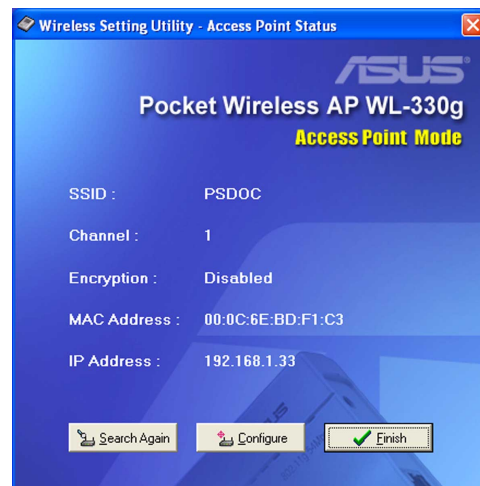 Wireless Setting Utility - Access Point Status
ASUS
Pocket Wireless AP WL-330g
Access Point Mode
SSID : PSDOC
Channel : 1
Encryption : Disabled
MAC Address : 00:0C:6E:BD:F1:C3
IP Address : 192.168.1.33
Search Again Configure Finish